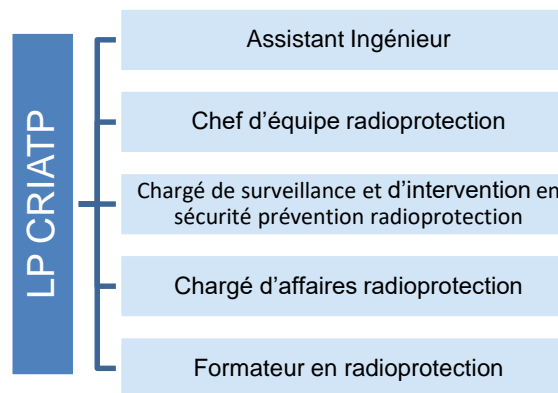 LP CRIATP
Assistant Ingénieur
Chef d’équipe radioprotection
Chargé de surveillance et d’intervention en
sécurité prévention radioprotection
Chargé d’affaires radioprotection
Formateur en radioprotection